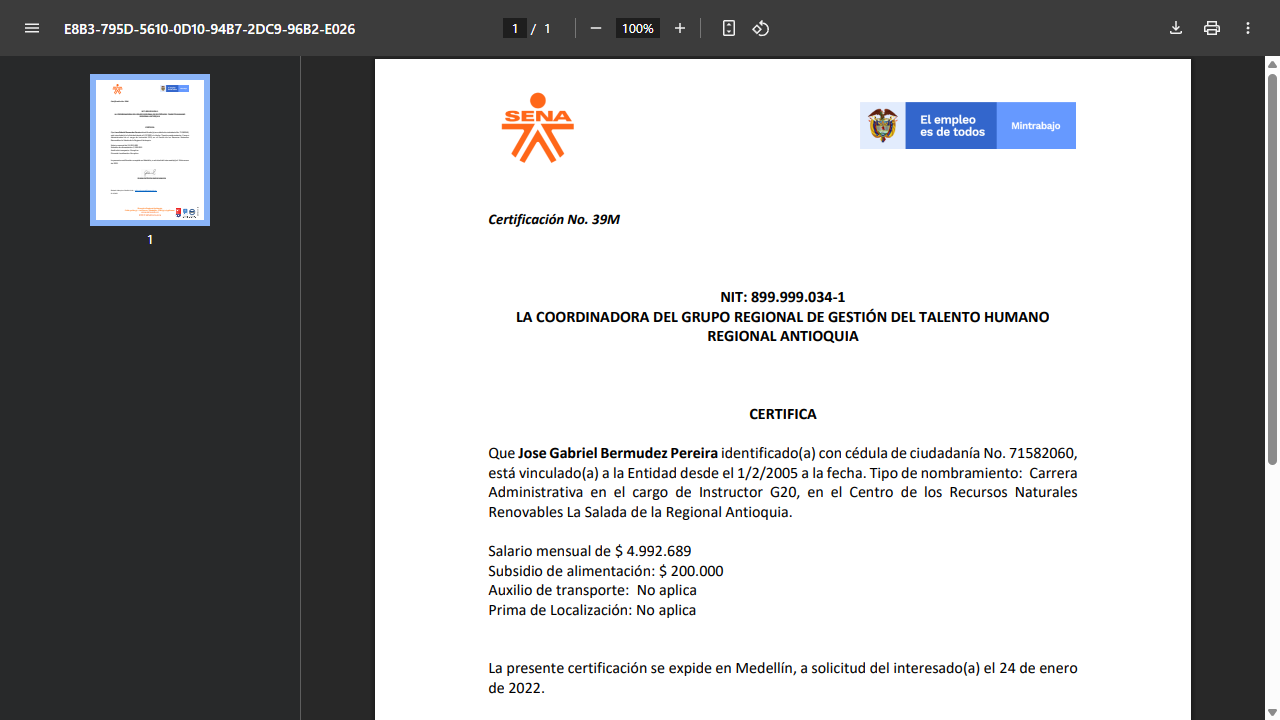 E8B3-795D-5610-0D10-94B7-2DC9-96B2-E026
1 / 1
100%
1
SENA
El empleo
es de todos
Mintrabajo
Certificación No. 39M
NIT: 899.999.034-1
LA COORDINADORA DEL GRUPO REGIONAL DE GESTIÓN DEL TALENTO HUMANO
REGIONAL ANTIOQUIA
CERTIFICA
Que Jose Gabriel Bermudez Pereira identificado(a) con cédula de ciudadanía No. 71582060,
está vinculado(a) a la Entidad desde el 1/2/2005 a la fecha. Tipo de nombramiento: Carrera
Administrativa en el cargo de Instructor G20, en el Centro de los Recursos Naturales
Renovables La Salada de la Regional Antioquia.
Salario mensual de $ 4.992.689
Subsidio de alimentación: $ 200.000
Auxilio de transporte: No aplica
Prima de Localización: No aplica
La presente certificación se expide en Medellín, a solicitud del interesado(a) el 24 de enero
de 2022.